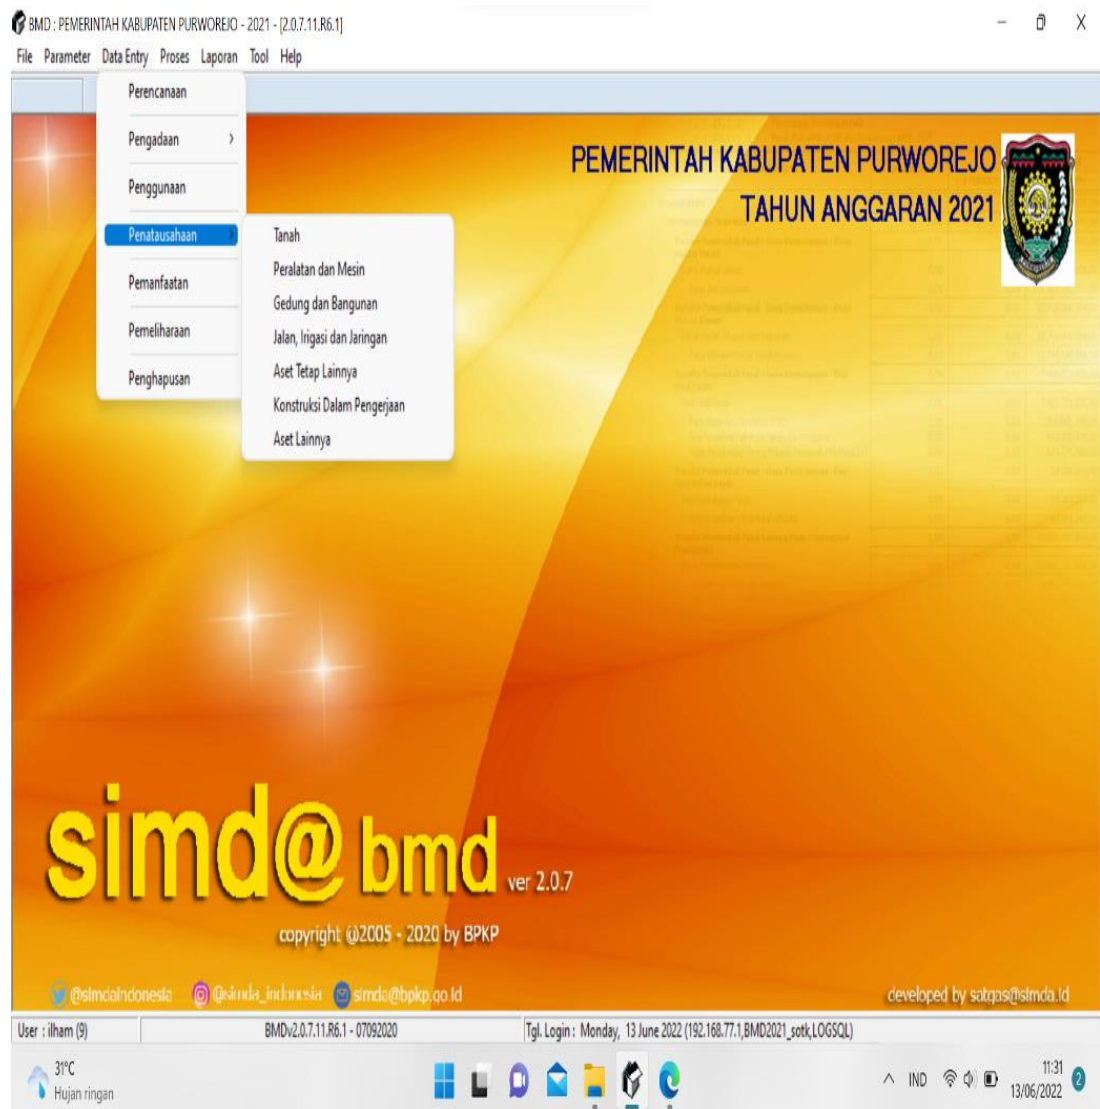 BMD : PEMERINTAH KABUPATEN PURWOREJO - 2021 - [2.0.7.11.R6.1]
File Parameter Data Entry Proses Laporan Tool Help
Perencanaan
Pengadaan
Penggunaan
Penatausahaan
Pemanfaatan
Pemeliharaan
Penghapusan
Tanah
Peralatan dan Mesin
Gedung dan Bangunan
Jalan, Irigasi dan Jaringan
Aset Tetap Lainnya
Konstruksi Dalam Pengerjaan
Aset Lainnya
PEMERINTAH KABUPATEN PURWOREJO
TAHUN ANGGARAN 2021
simd@ bmd ver 2.0.7
copyright @2005 - 2020 by BPKP
@simdaindonesia @simda_indonesia simda@bpkp.go.id
developed by satgas@simda.id
User : ilham (9) BMDv2.0.7.11.R6.1 - 07092020 Tgl. Login : Monday, 13 June 2022 (192.168.77.1,BMD2021_sotk,LOGSQL)
31°C
Hujan ringan
IND
11:31
13/06/2022
2